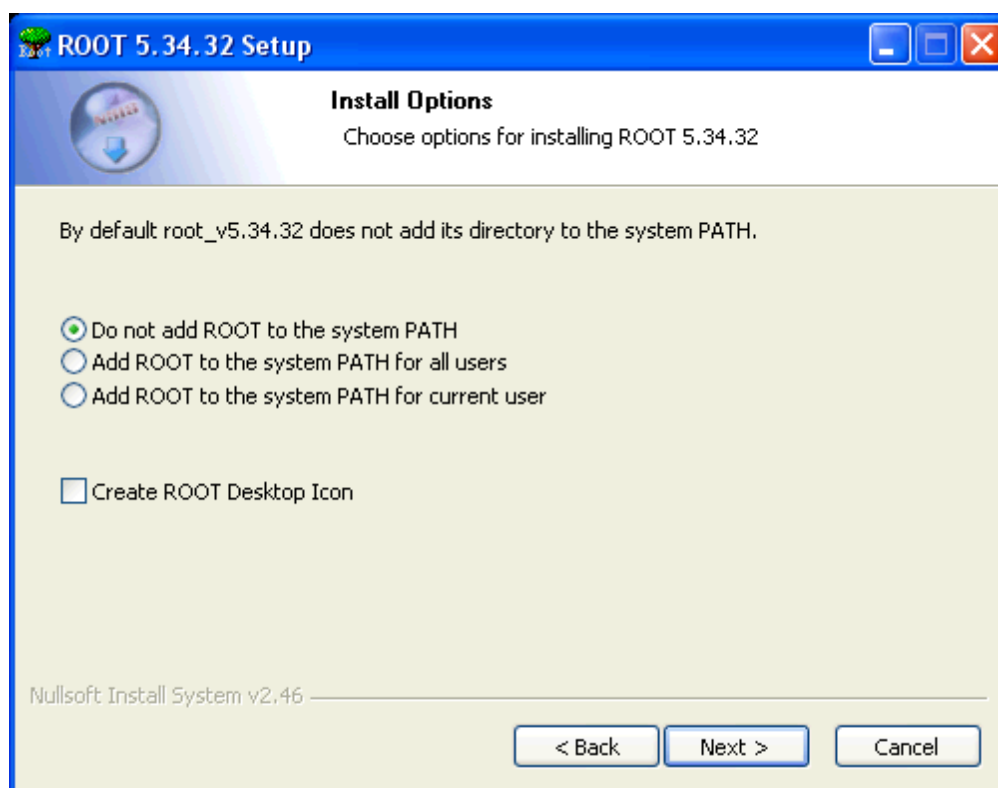 ROOT 5.34.32 Setup
Install Options
Choose options for installing ROOT 5.34.32
By default root_v5.34.32 does not add its directory to the system PATH.
Do not add ROOT to the system PATH
Add ROOT to the system PATH for all users
Add ROOT to the system PATH for current user
Create ROOT Desktop Icon
Nullsoft Install System v2.46
< Back Next > Cancel